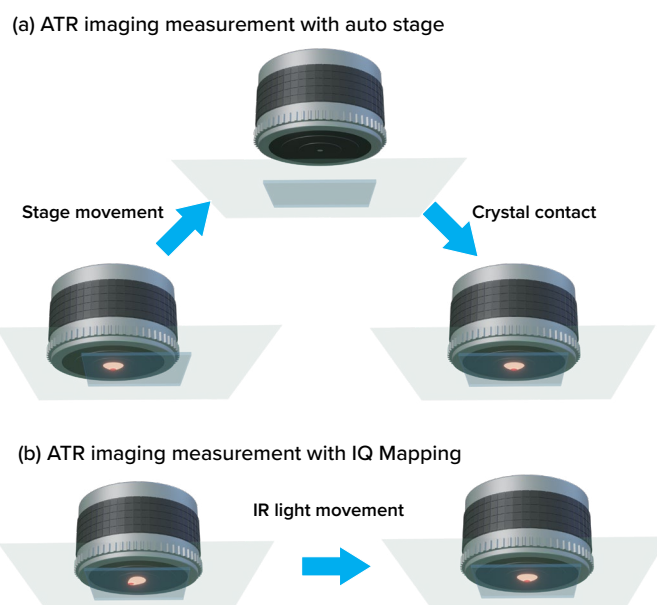 (a) ATR imaging measurement with auto stage
Stage movement
Crystal contact
(b) ATR imaging measurement with IQ Mapping
IR light movement